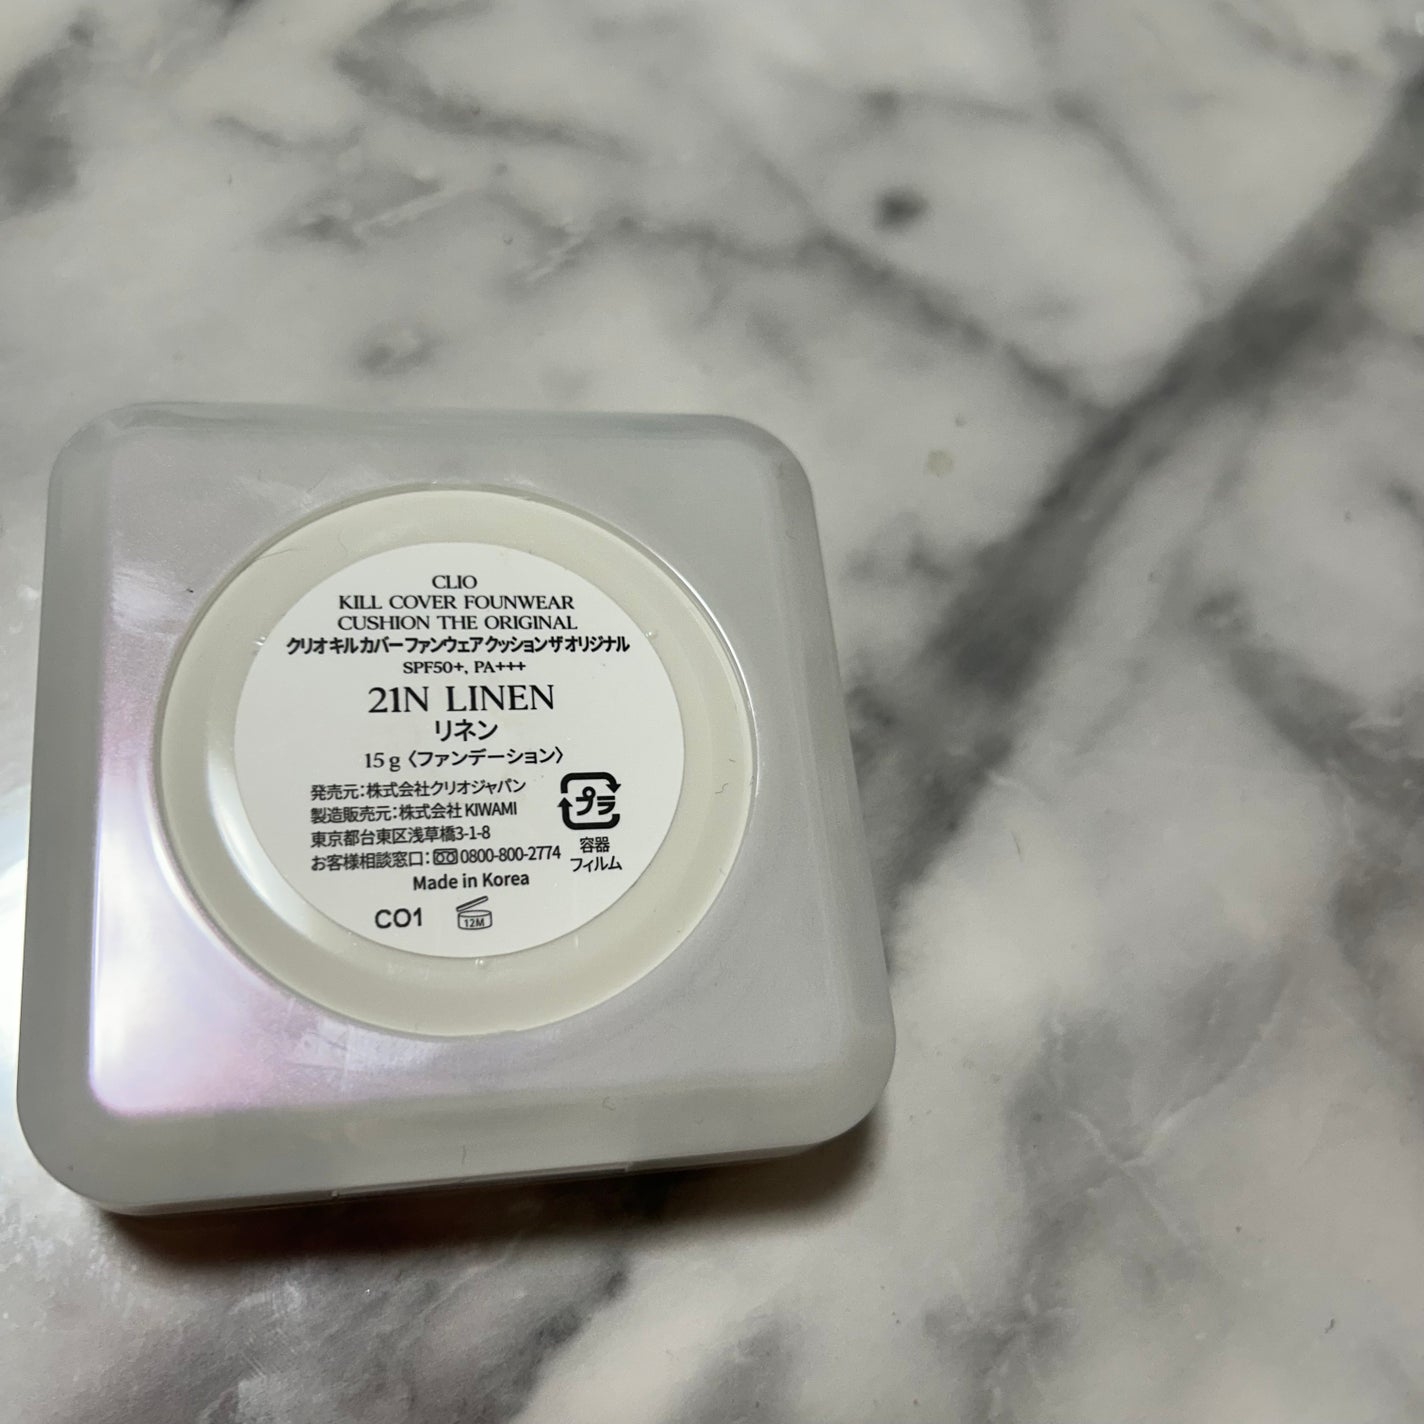 CLIO
KILL COVER FOUNWEAR
CUSHION THE ORIGINAL
クリオ キル カバー ファンウェア クッション ザ オリジナル
SPF50+, PA+++
21N LINEN
リネン
15 g 〈ファンデーション〉
発売元：株式会社クリオジャパン
製造販売元：株式会社 KIWAMI
東京都台東区浅草橋3-1-8
お客様相談窓口：0800-800-2774
Made in Korea
プラ
容器
フィルム
CO1
12M